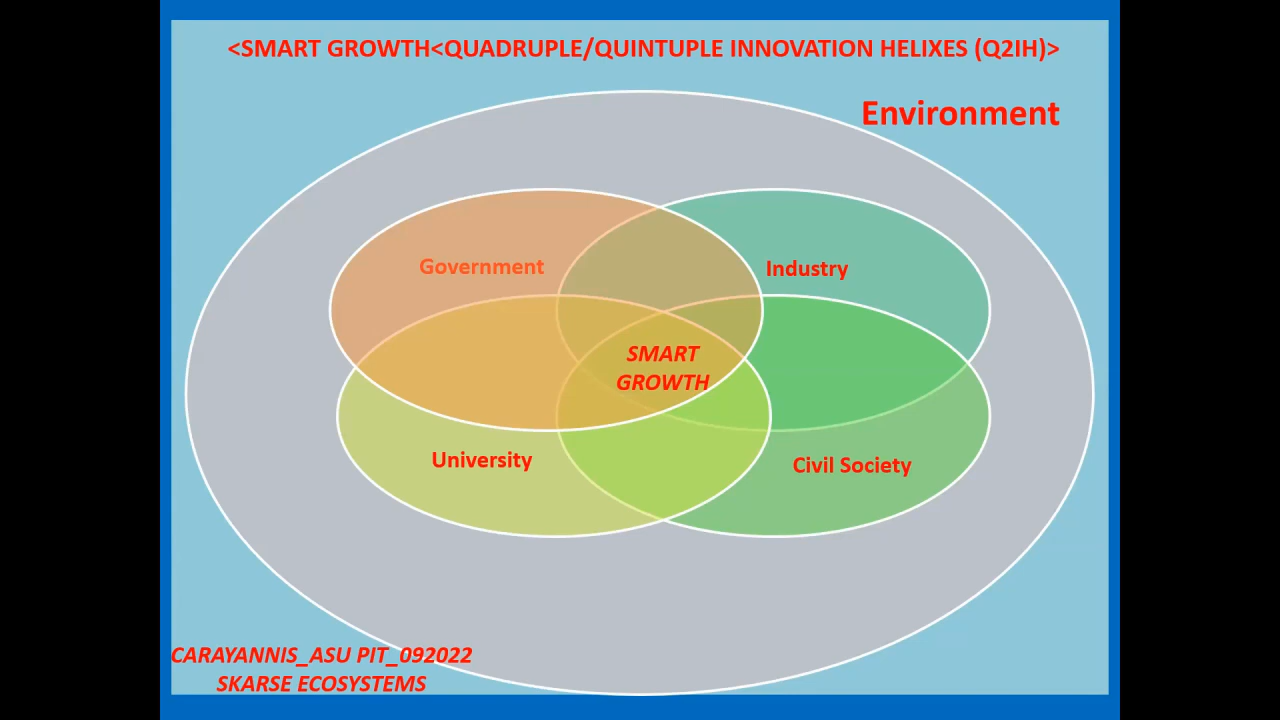 <SMART GROWTH<QUADRUPLE/QUINTUPLE INNOVATION HELIXES (Q2IH)>
Environment
Government
Industry
SMART
GROWTH
University
Civil Society
CARAYANNIS_ASU PIT_092022
SKARSE ECOSYSTEMS